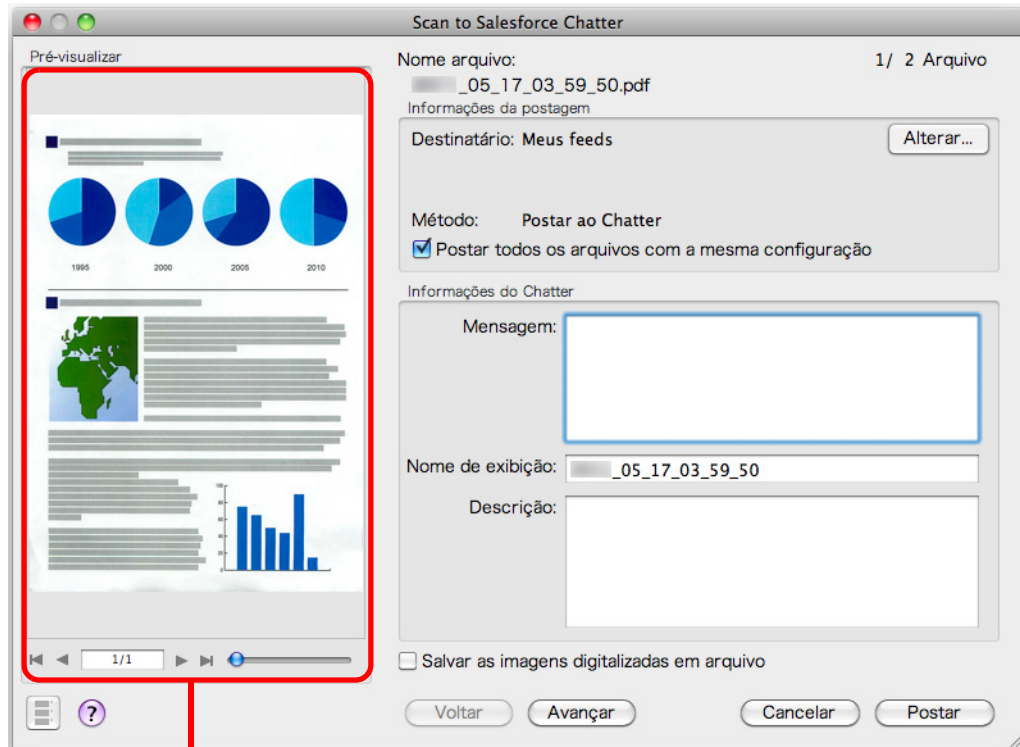 Scan to Salesforce Chatter
Pré-visualizar
1995 2000 2005 2010
1/1
?
Nome arquivo: 1/ 2 Arquivo
_05_17_03_59_50.pdf
Informações da postagem
Destinatário: Meus feeds Alterar...
Método: Postar ao Chatter
Postar todos os arquivos com a mesma configuração
Informações do Chatter
Mensagem:
Nome de exibição: _05_17_03_59_50
Descrição:
Salvar as imagens digitalizadas em arquivo
Voltar Avançar Cancelar Postar